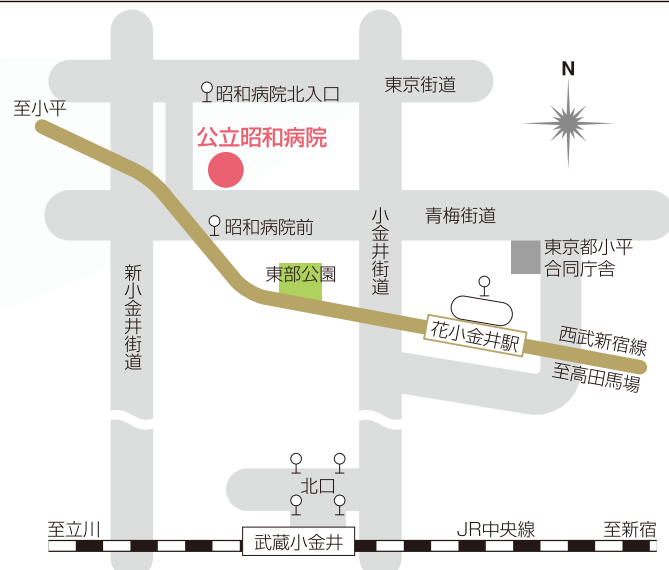 N
東京街道
昭和病院北入口
至小平
公立昭和病院
青梅街道
小金井街道
昭和病院前
東京都小平
合同庁舎
新小金井街道
東部公園
花小金井駅
西武新宿線
至高田馬場
北口
至立川
武蔵小金井
JR中央線
至新宿